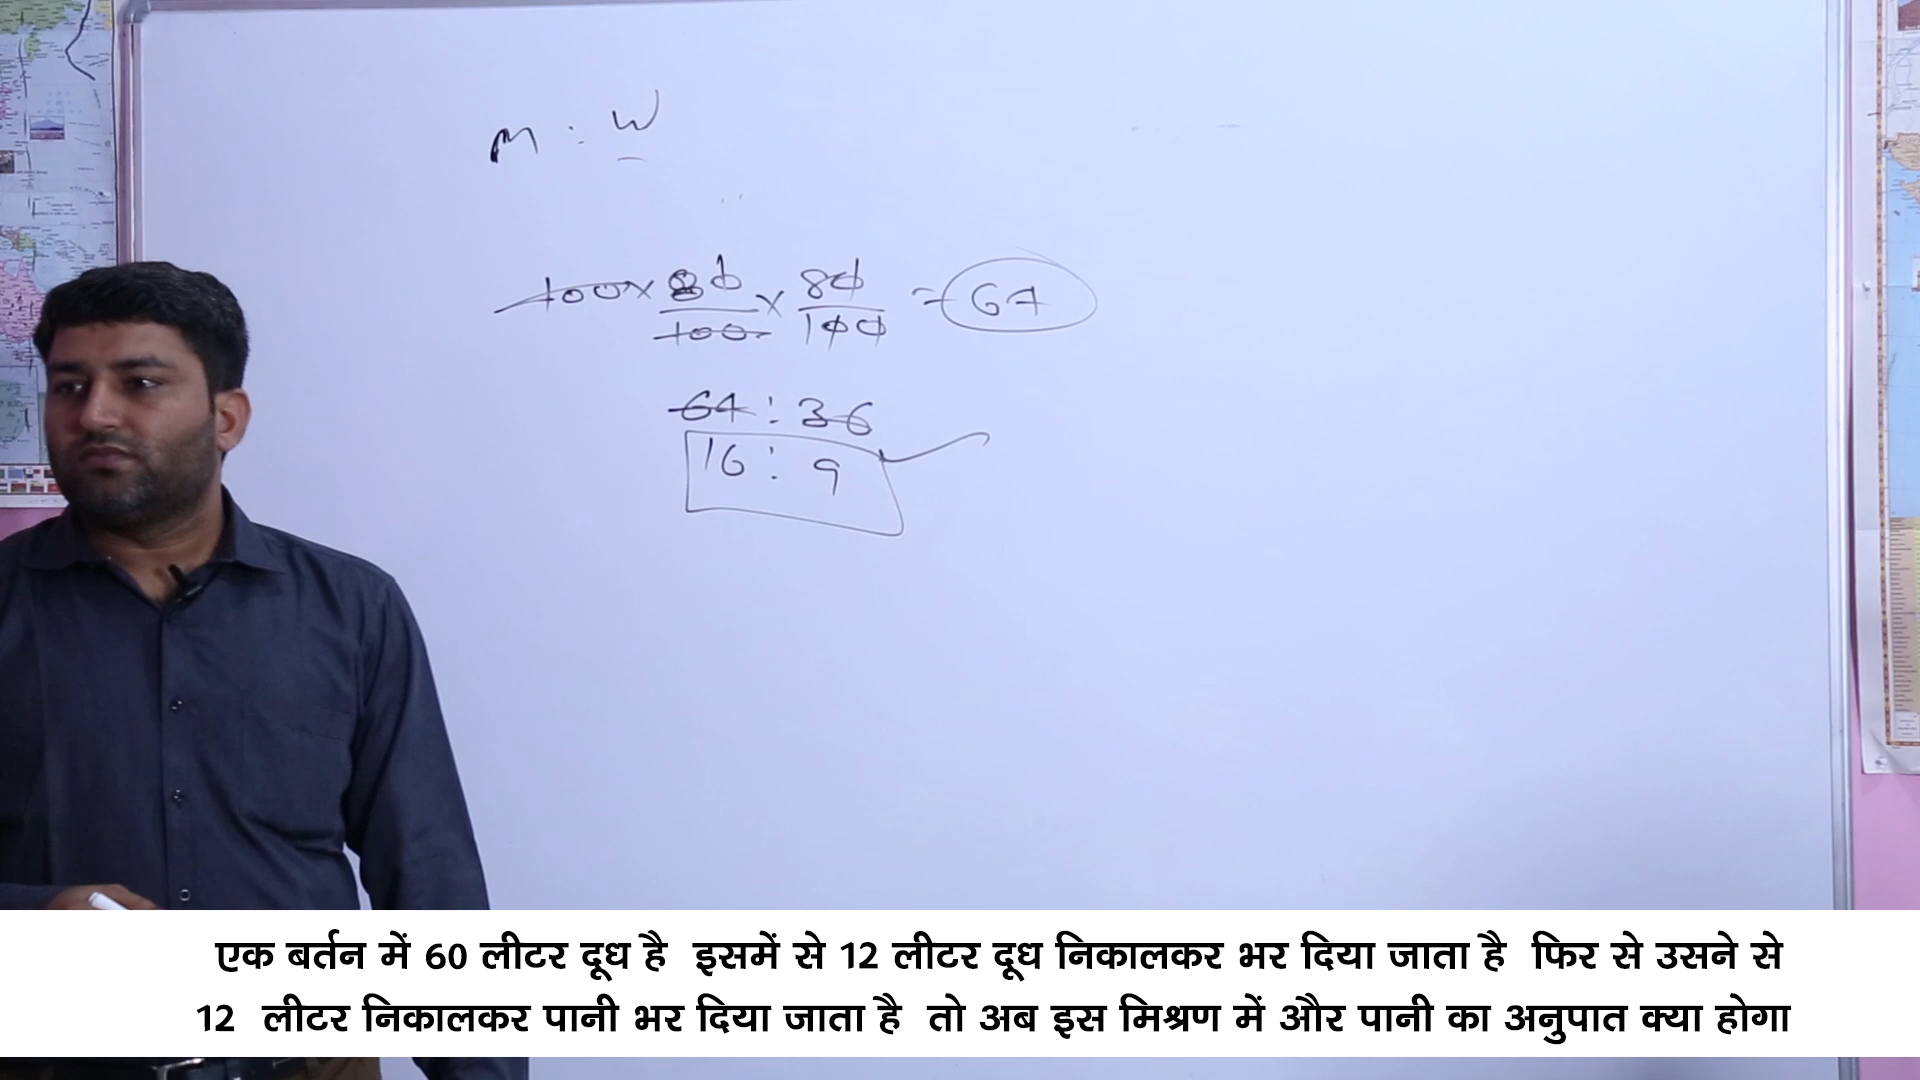 M : W
100 × 80/100 × 80/100 = 64
64 : 36
16 : 9
एक बर्तन में 60 लीटर दूध है इसमें से 12 लीटर दूध निकालकर भर दिया जाता है फिर से उसने से
12 लीटर निकालकर पानी भर दिया जाता है तो अब इस मिश्रण में और पानी का अनुपात क्या होगा